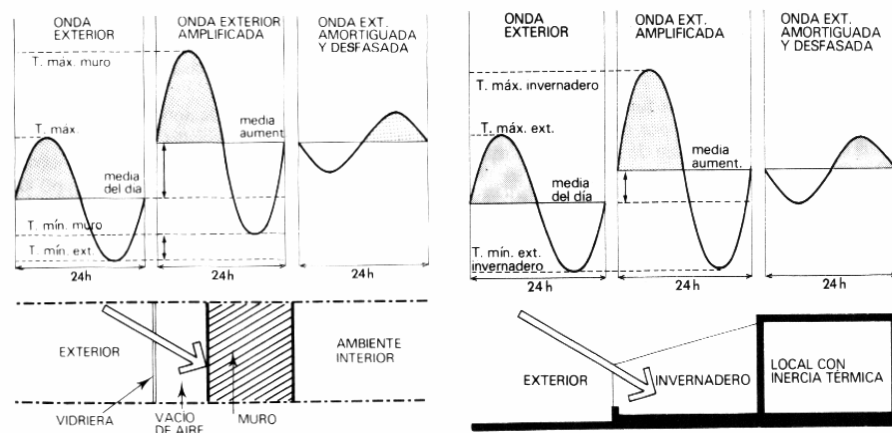 ONDA
EXTERIOR
ONDA EXTERIOR
AMPLIFICADA
ONDA EXT.
AMORTIGUADA
Y DESFASADA
T. máx. muro
T. máx.
media
aument.
media
del día
T. mín. muro
T. mín. ext.
24h
24h
24h
EXTERIOR
AMBIENTE
INTERIOR
VIDRIERA
VACÍO
DE AIRE
MURO
ONDA
EXTERIOR
ONDA EXT.
AMPLIFICADA
ONDA EXT.
AMORTIGUADA
Y DESFASADA
T. máx. invernadero
T. máx. ext.
media
aument.
media
del día
T. mín. ext.
invernadero
24h
24h
24h
EXTERIOR
INVERNADERO
LOCAL CON
INERCIA TÉRMICA